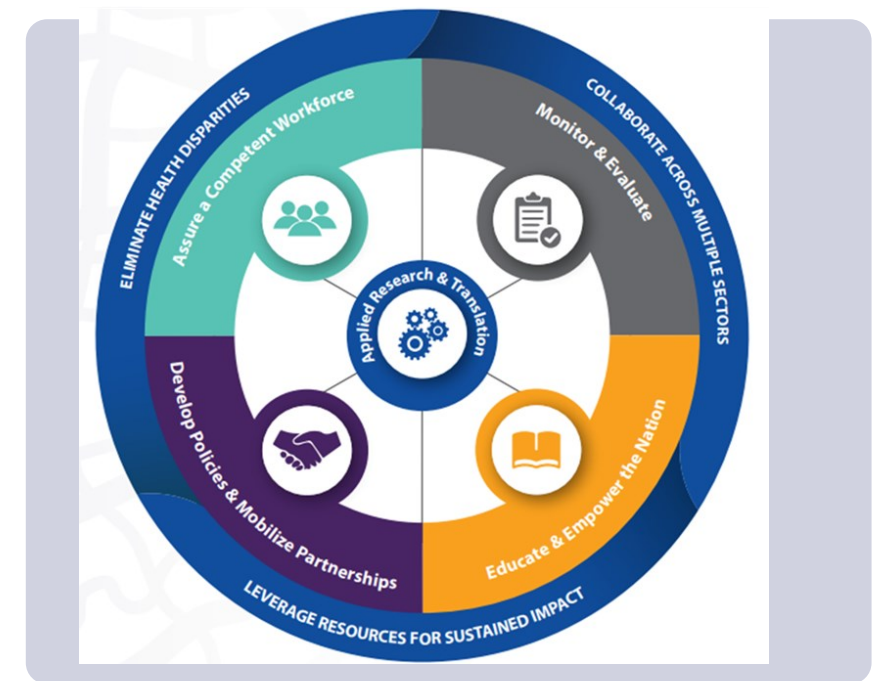 ELIMINATE HEALTH DISPARITIES
COLLABORATE ACROSS MULTIPLE SECTORS
Assure a Competent Workforce
Monitor & Evaluate
Applied Research & Translation
Develop Policies & Mobilize Partnerships
Educate & Empower the Nation
LEVERAGE RESOURCES FOR SUSTAINED IMPACT